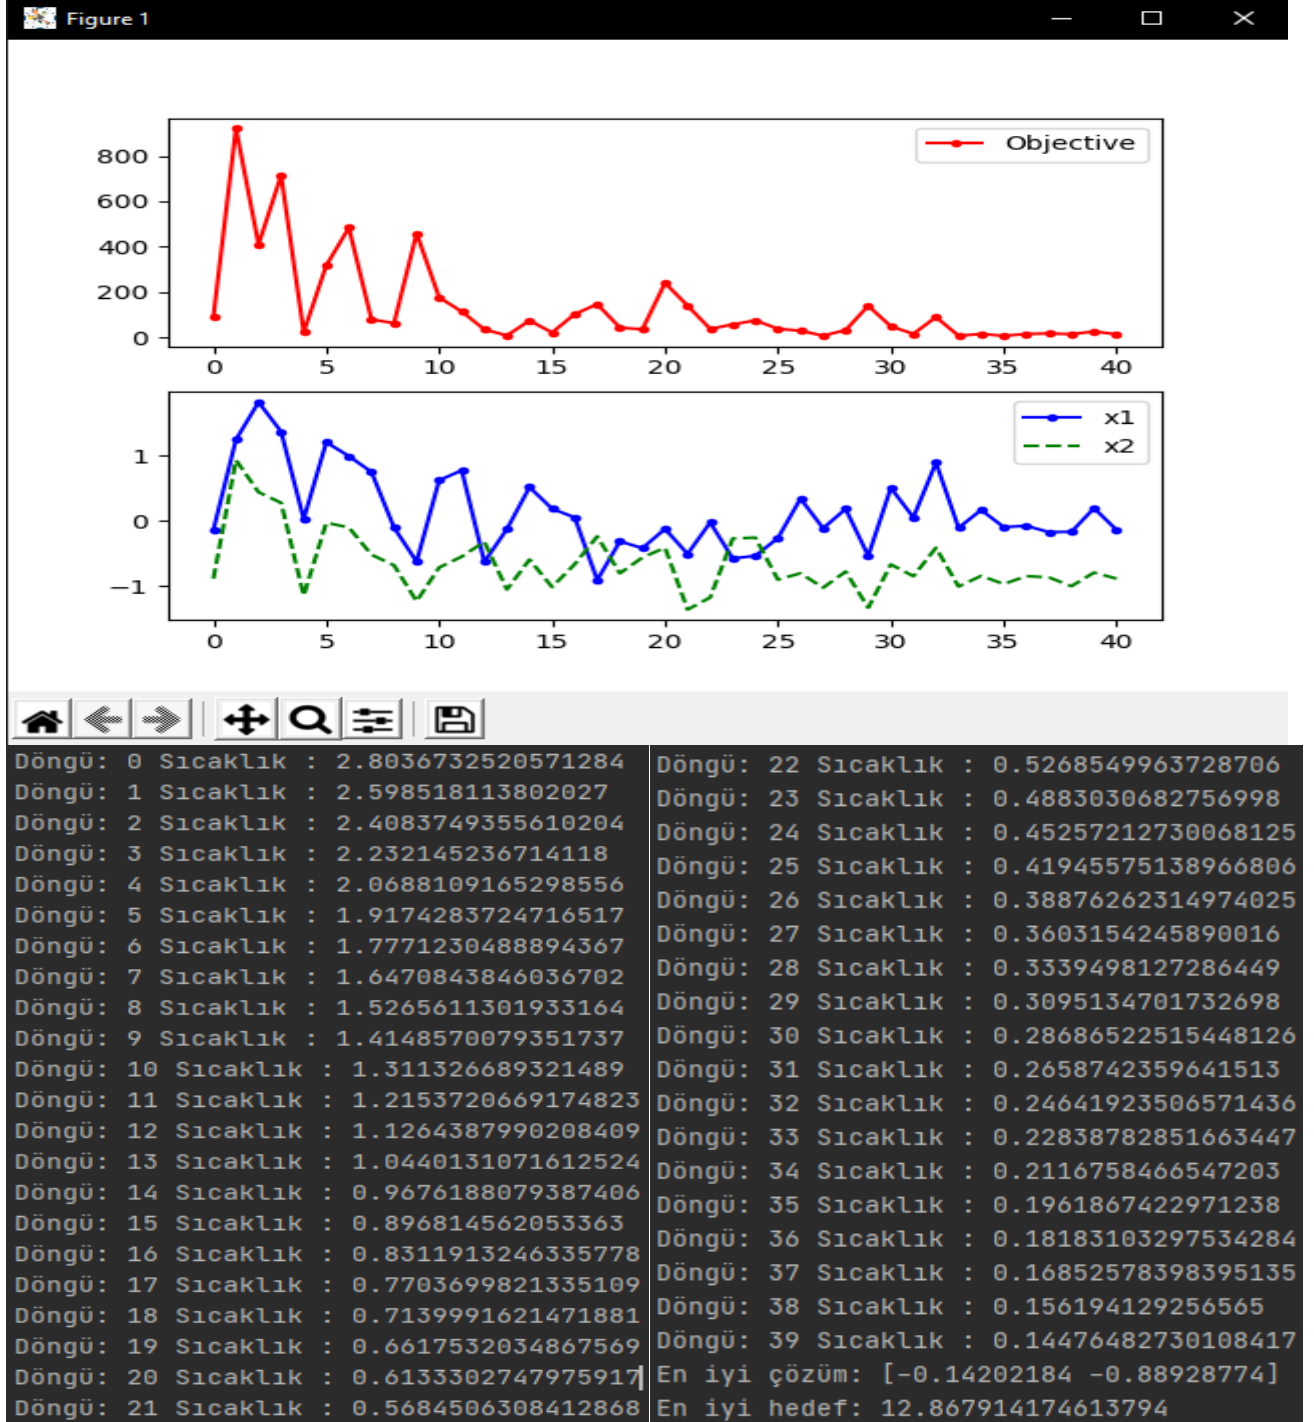 Figure 1
Objective
800
600
400
200
0
0 5 10 15 20 25 30 35 40
x1
x2
1
0
−1
0 5 10 15 20 25 30 35 40
Döngü: 0 Sıcaklık : 2.8036732520571284
Döngü: 1 Sıcaklık : 2.598518113802027
Döngü: 2 Sıcaklık : 2.4083749355610204
Döngü: 3 Sıcaklık : 2.232145236714118
Döngü: 4 Sıcaklık : 2.0688109165298556
Döngü: 5 Sıcaklık : 1.9174283724716517
Döngü: 6 Sıcaklık : 1.7771230488894367
Döngü: 7 Sıcaklık : 1.6470843846036702
Döngü: 8 Sıcaklık : 1.5265611301933164
Döngü: 9 Sıcaklık : 1.4148570079351737
Döngü: 10 Sıcaklık : 1.311326689321489
Döngü: 11 Sıcaklık : 1.2153720669174823
Döngü: 12 Sıcaklık : 1.1264387990208409
Döngü: 13 Sıcaklık : 1.0440131071612524
Döngü: 14 Sıcaklık : 0.9676188079387406
Döngü: 15 Sıcaklık : 0.896814562053363
Döngü: 16 Sıcaklık : 0.8311913246335778
Döngü: 17 Sıcaklık : 0.7703699821335109
Döngü: 18 Sıcaklık : 0.7139991621471881
Döngü: 19 Sıcaklık : 0.6617532034867569
Döngü: 20 Sıcaklık : 0.6133302747975917
Döngü: 21 Sıcaklık : 0.5684506308412868
Döngü: 22 Sıcaklık : 0.5268549963728706
Döngü: 23 Sıcaklık : 0.4883030682756998
Döngü: 24 Sıcaklık : 0.45257212730068125
Döngü: 25 Sıcaklık : 0.41945575138966806
Döngü: 26 Sıcaklık : 0.38876262314974025
Döngü: 27 Sıcaklık : 0.3603154245890016
Döngü: 28 Sıcaklık : 0.3339498127286449
Döngü: 29 Sıcaklık : 0.3095134701732698
Döngü: 30 Sıcaklık : 0.28686522515448126
Döngü: 31 Sıcaklık : 0.2658742359641513
Döngü: 32 Sıcaklık : 0.24641923506571436
Döngü: 33 Sıcaklık : 0.22838782851663447
Döngü: 34 Sıcaklık : 0.2116758466547203
Döngü: 35 Sıcaklık : 0.1961867422971238
Döngü: 36 Sıcaklık : 0.18183103297534284
Döngü: 37 Sıcaklık : 0.16852578398395135
Döngü: 38 Sıcaklık : 0.156194129256565
Döngü: 39 Sıcaklık : 0.14476482730108417
En iyi çözüm: [-0.14202184 -0.88928774]
En iyi hedef: 12.867914174613794